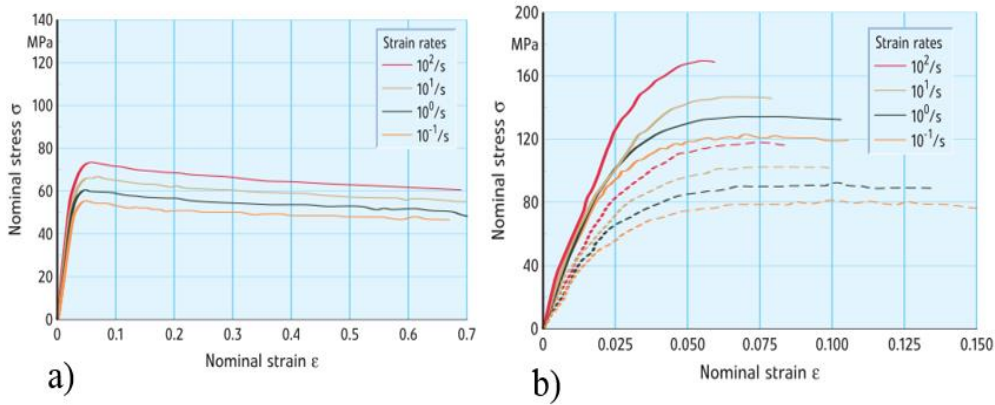 140
MPa
120
100
80
60
40
20
0
Nominal stress σ
0 0.1 0.2 0.3 0.4 0.5 0.6 0.7
Nominal strain ε
Strain rates
10²/s
10¹/s
10⁰/s
10⁻¹/s
a)
200
MPa
160
120
80
40
0
Nominal stress σ
0 0.025 0.050 0.075 0.100 0.125 0.150
Nominal strain ε
Strain rates
10²/s
10¹/s
10⁰/s
10⁻¹/s
b)